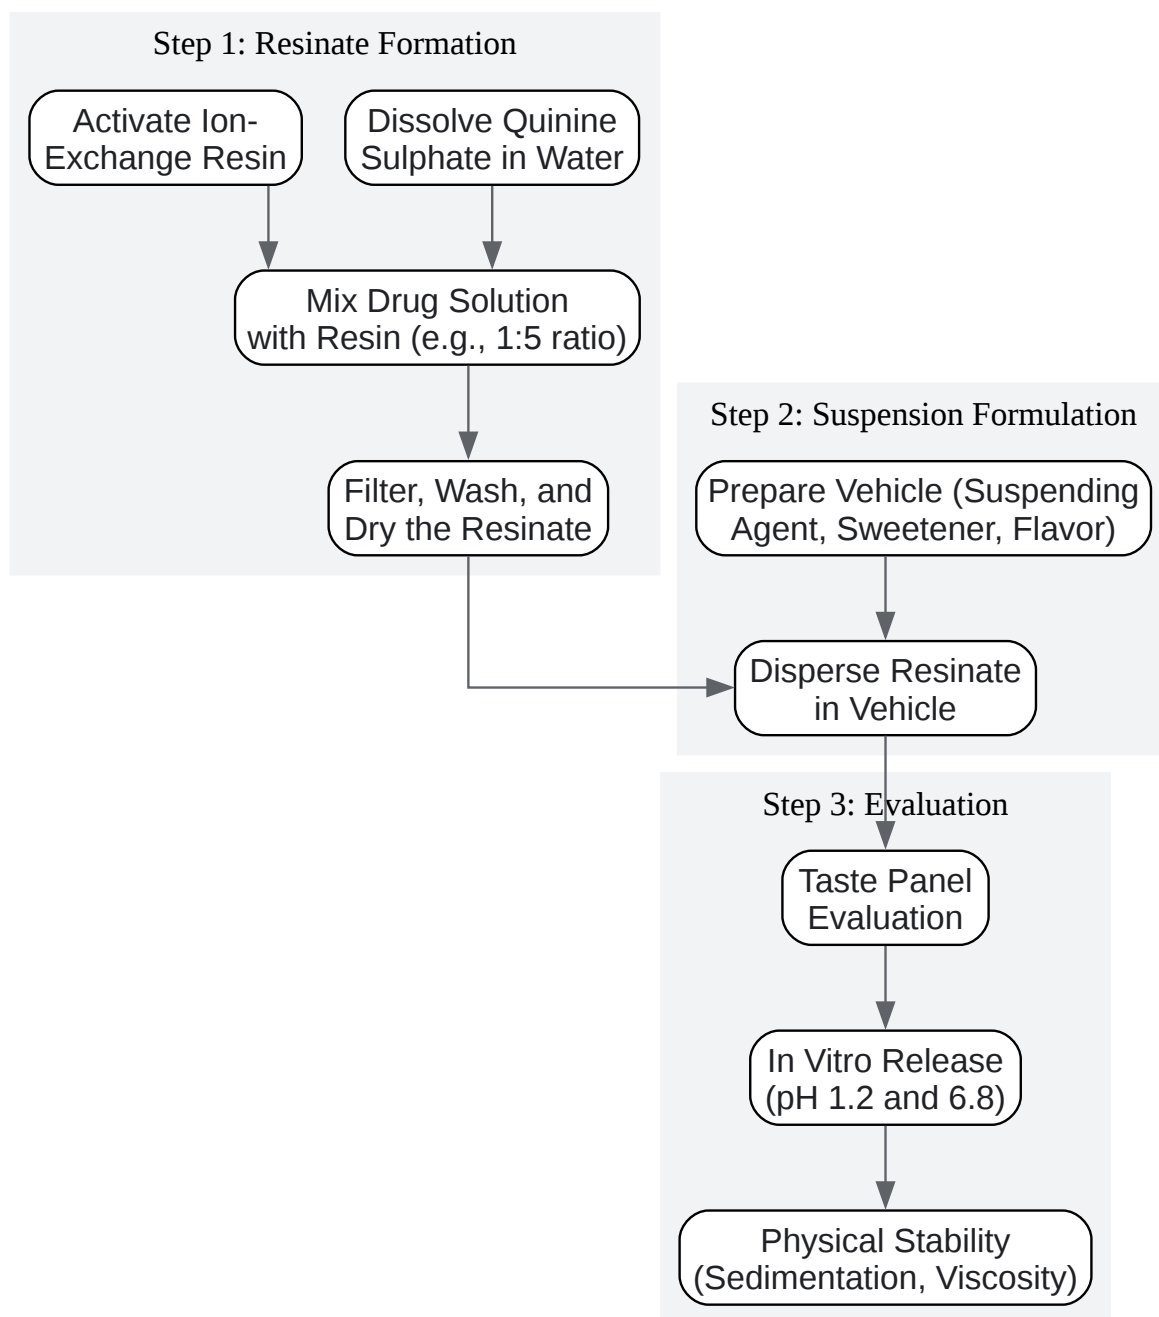 Step 1: Resinate Formation
Activate Ion-
Exchange Resin
Dissolve Quinine
Sulphate in Water
Mix Drug Solution
with Resin (e.g., 1:5 ratio)
Filter, Wash, and
Dry the Resinate
Step 2: Suspension Formulation
Prepare Vehicle (Suspending
Agent, Sweetener, Flavor)
Disperse Resinate
in Vehicle
Step 3: Evaluation
Taste Panel
Evaluation
In Vitro Release
(pH 1.2 and 6.8)
Physical Stability
(Sedimentation, Viscosity)